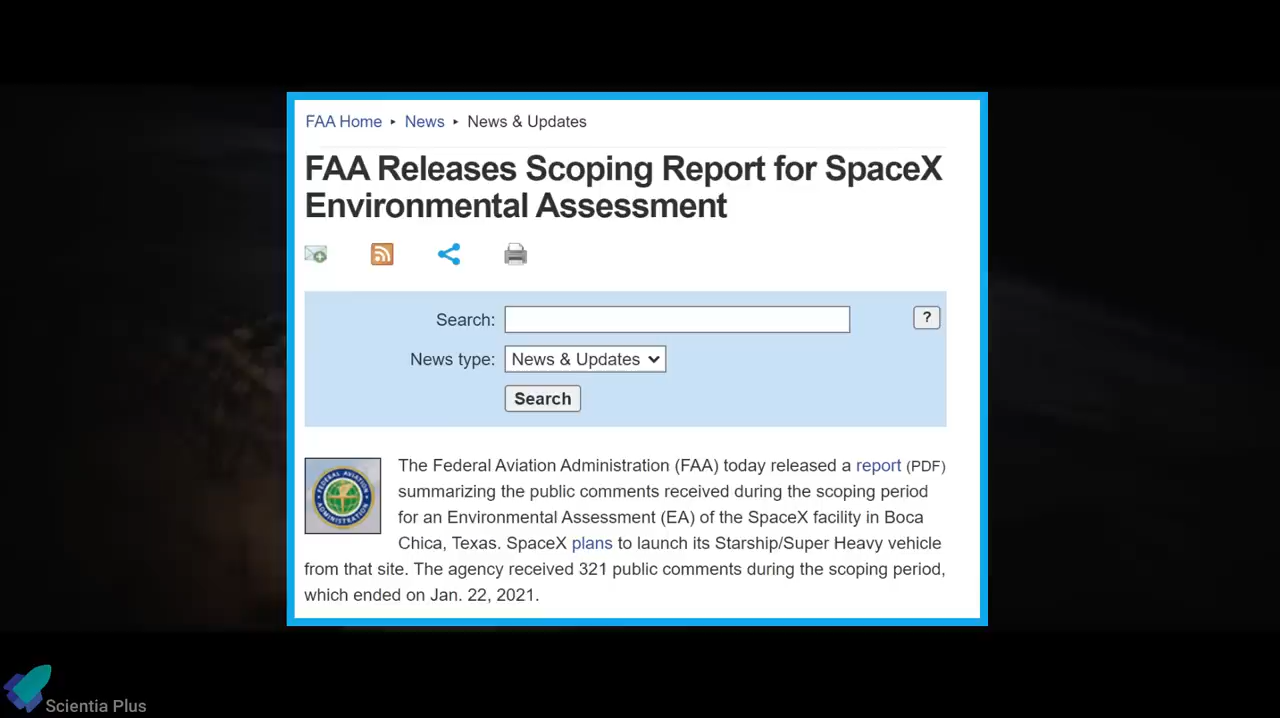 FAA Home ▸ News ▸ News & Updates
FAA Releases Scoping Report for SpaceX
Environmental Assessment
Search:
?
News type: News & Updates
Search
FEDERAL AVIATION ADMINISTRATION
The Federal Aviation Administration (FAA) today released a report (PDF)
summarizing the public comments received during the scoping period
for an Environmental Assessment (EA) of the SpaceX facility in Boca
Chica, Texas. SpaceX plans to launch its Starship/Super Heavy vehicle
from that site. The agency received 321 public comments during the scoping period,
which ended on Jan. 22, 2021.
Scientia Plus